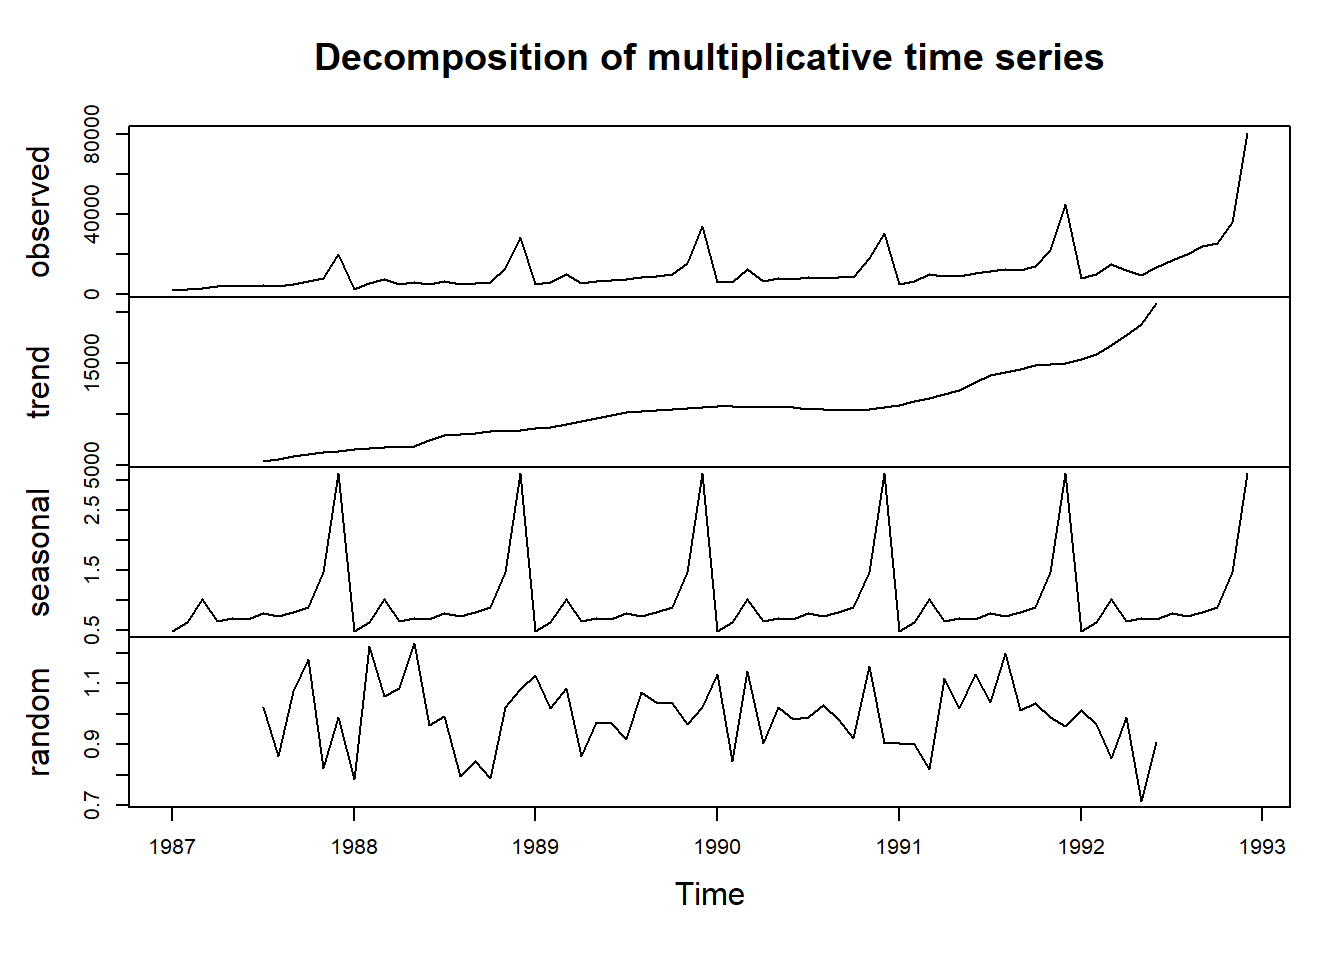 Decomposition of multiplicative time series
observed
0 40000 80000
trend
5000 15000
seasonal
0.5 1.5 2.5
random
0.7 0.9 1.1
1987 1988 1989 1990 1991 1992 1993
Time